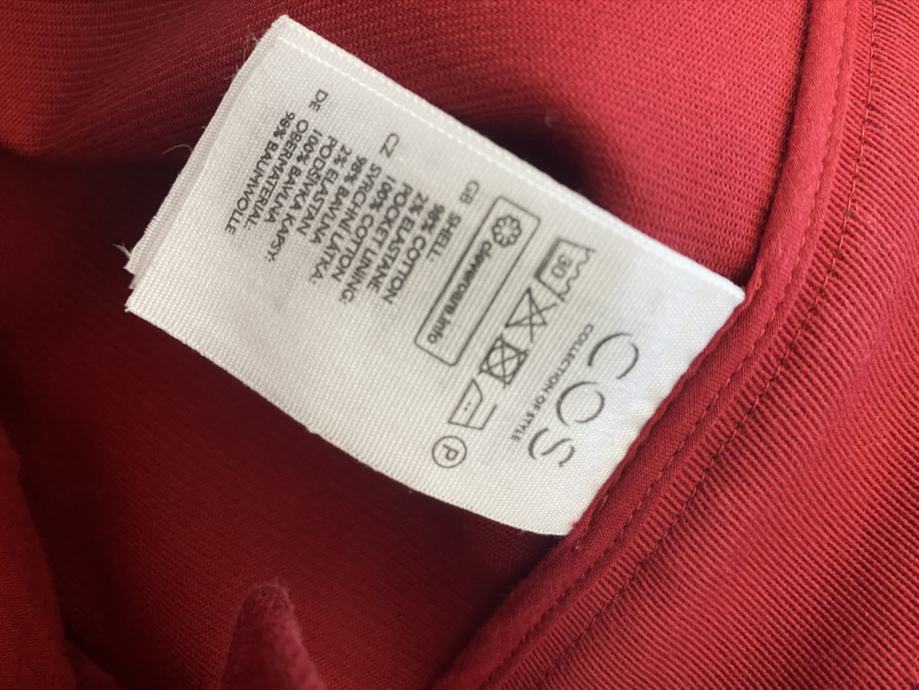 COS
COLLECTION OF STYLE
30
P
clevercare.info
GB
SHELL:
98% COTTON
2% ELASTANE
POCKET LINING:
100% COTTON
CZ
SVRCHNÍ LÁTKA:
98% BAVLNA
2% ELASTAN
PODŠÍVKA KAPSY:
100% BAVLNA
DE
OBERMATERIAL:
98% BAUMWOLLE